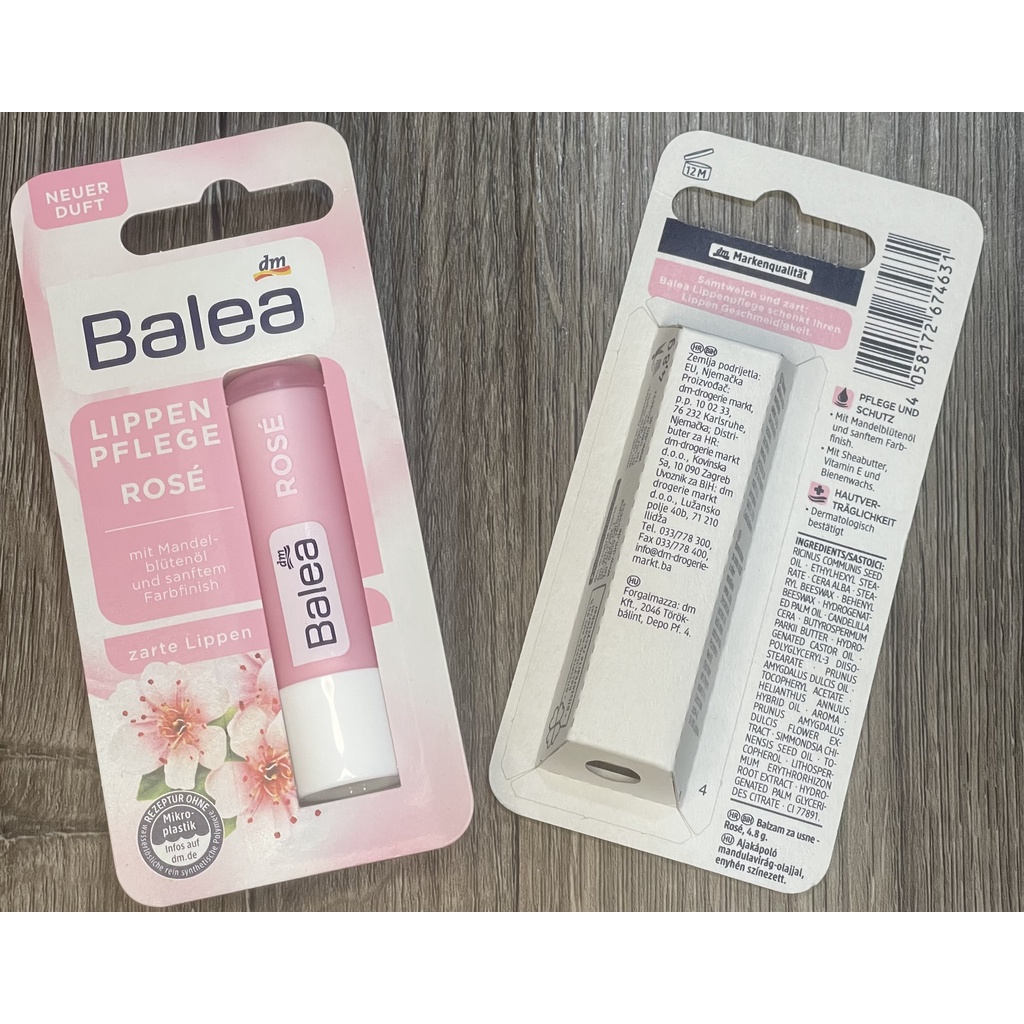 NEUER
DUFT
dm
Balea
LIPPEN
PFLEGE
ROSÉ
mit Mandel-
blütenöl
und sanftem
Farbfinish
zarte Lippen
ROSÉ
dm
Balea
REZEPTUR OHNE
Mikro-
plastik
Infos auf
dm.de
wasserlösliche rein synthetische Polymere
12 M
dm Markenqualität
Samtweich und zart:
Balea Lippenpflege schenkt Ihren
Lippen Geschmeidigkeit.
4 058172 674631
HR BIH
Zemlja podrijetla:
EU, Njemačka
Proizvođač:
dm-drogerie markt,
p.p. 10 02 33,
76 232 Karlsruhe,
Njemačka; Distri-
buter za HR:
dm-drogerie markt
d.o.o., Kovinska
5a, 10 090 Zagreb
Uvoznik za BiH: dm
drogerie markt
d.o.o., Lužansko
polje 40b, 71 210
Ilidža
Tel. 033/778 300,
Fax 033/778 400,
info@dm-drogerie-
markt.ba
HU
Forgalmazza: dm
Kft., 2046 Török-
bálint, Depo Pf. 4.
4,8 G
PFLEGE UND
SCHUTZ
• Mit Mandelblütenöl
und sanftem Farb-
finish.
• Mit Sheabutter,
Vitamin E und
Bienenwachs.
HAUTVER-
TRÄGLICHKEIT
• Dermatologisch
bestätigt
INGREDIENTS/SASTOJCI:
RICINUS COMMUNIS SEED
OIL · ETHYLHEXYL STEA-
RATE · CERA ALBA · STEA-
RYL BEESWAX · BEHENYL
BEESWAX · HYDROGENAT-
ED PALM OIL · CANDELILLA
CERA · BUTYROSPERMUM
PARKII BUTTER · HYDRO-
GENATED CASTOR OIL ·
POLYGLYCERYL-3 DIISO-
STEARATE · PRUNUS
AMYGDALUS DULCIS OIL ·
TOCOPHERYL ACETATE ·
HELIANTHUS ANNUUS
HYBRID OIL · AROMA ·
PRUNUS AMYGDALUS
DULCIS FLOWER EX-
TRACT · SIMMONDSIA CHI-
NENSIS SEED OIL · TO-
COPHEROL · LITHOSPER-
MUM ERYTHRORHIZON
ROOT EXTRACT · HYDRO-
GENATED PALM GLYCERI-
DES CITRATE · CI 77891.
HR BIH Balzam za usne -
Rosé, 4,8 g.
HU Ajakápoló
mandulavirág-olajjal,
enyhén színezett.
4